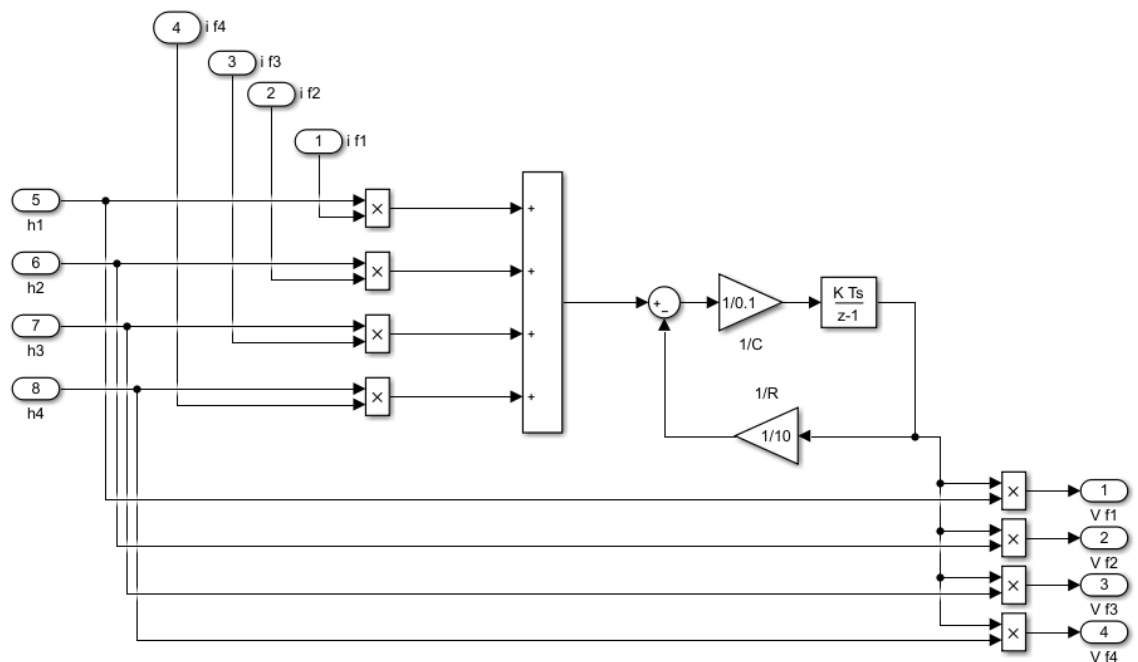 4 i f4
3 i f3
2 i f2
1 i f1
5
h1
×
+
6
h2
×
+
7
h3
×
+
8
h4
×
+
+
−
1/0.1
1/C
K Ts
z-1
1/R
1/10
× 1
V f1
× 2
V f2
× 3
V f3
× 4
V f4